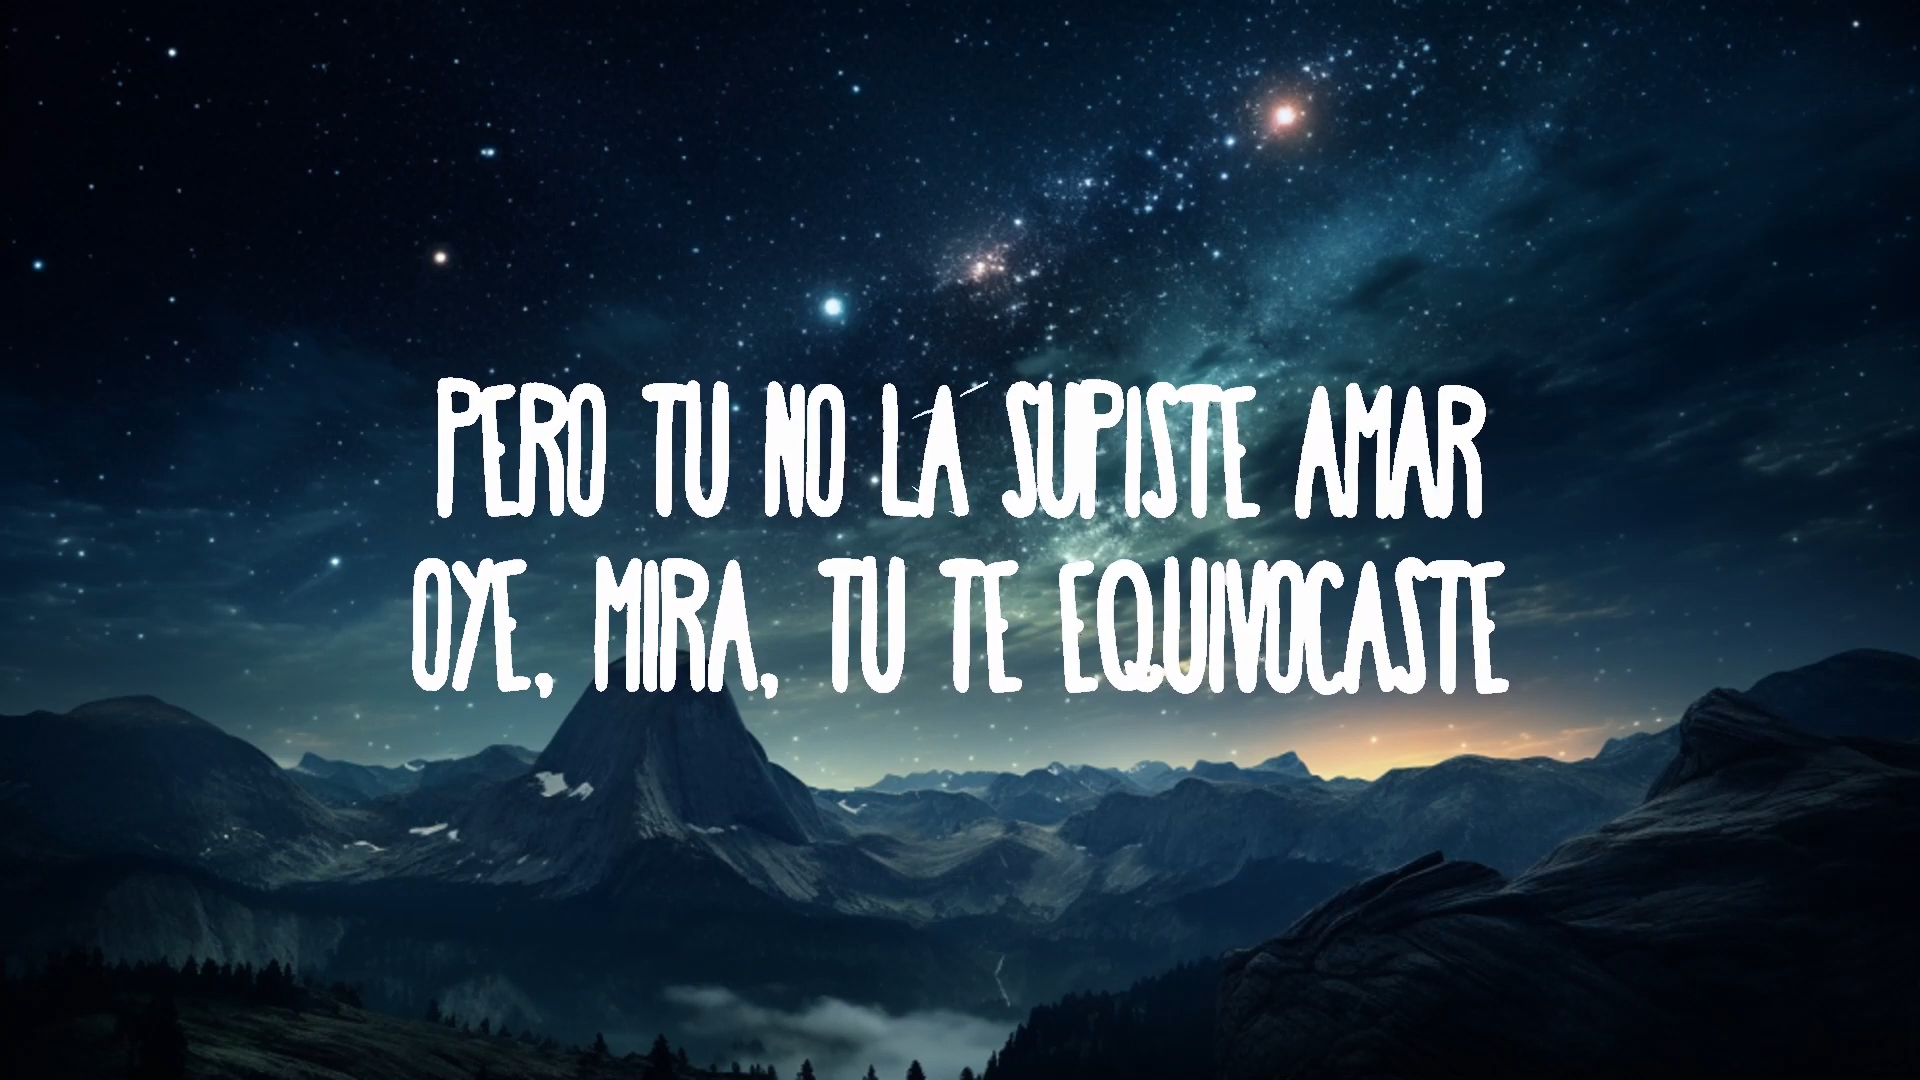 PERO TU NO LA SUPISTE AMAR
OYE, MIRA, TU TE EQUIVOCASTE